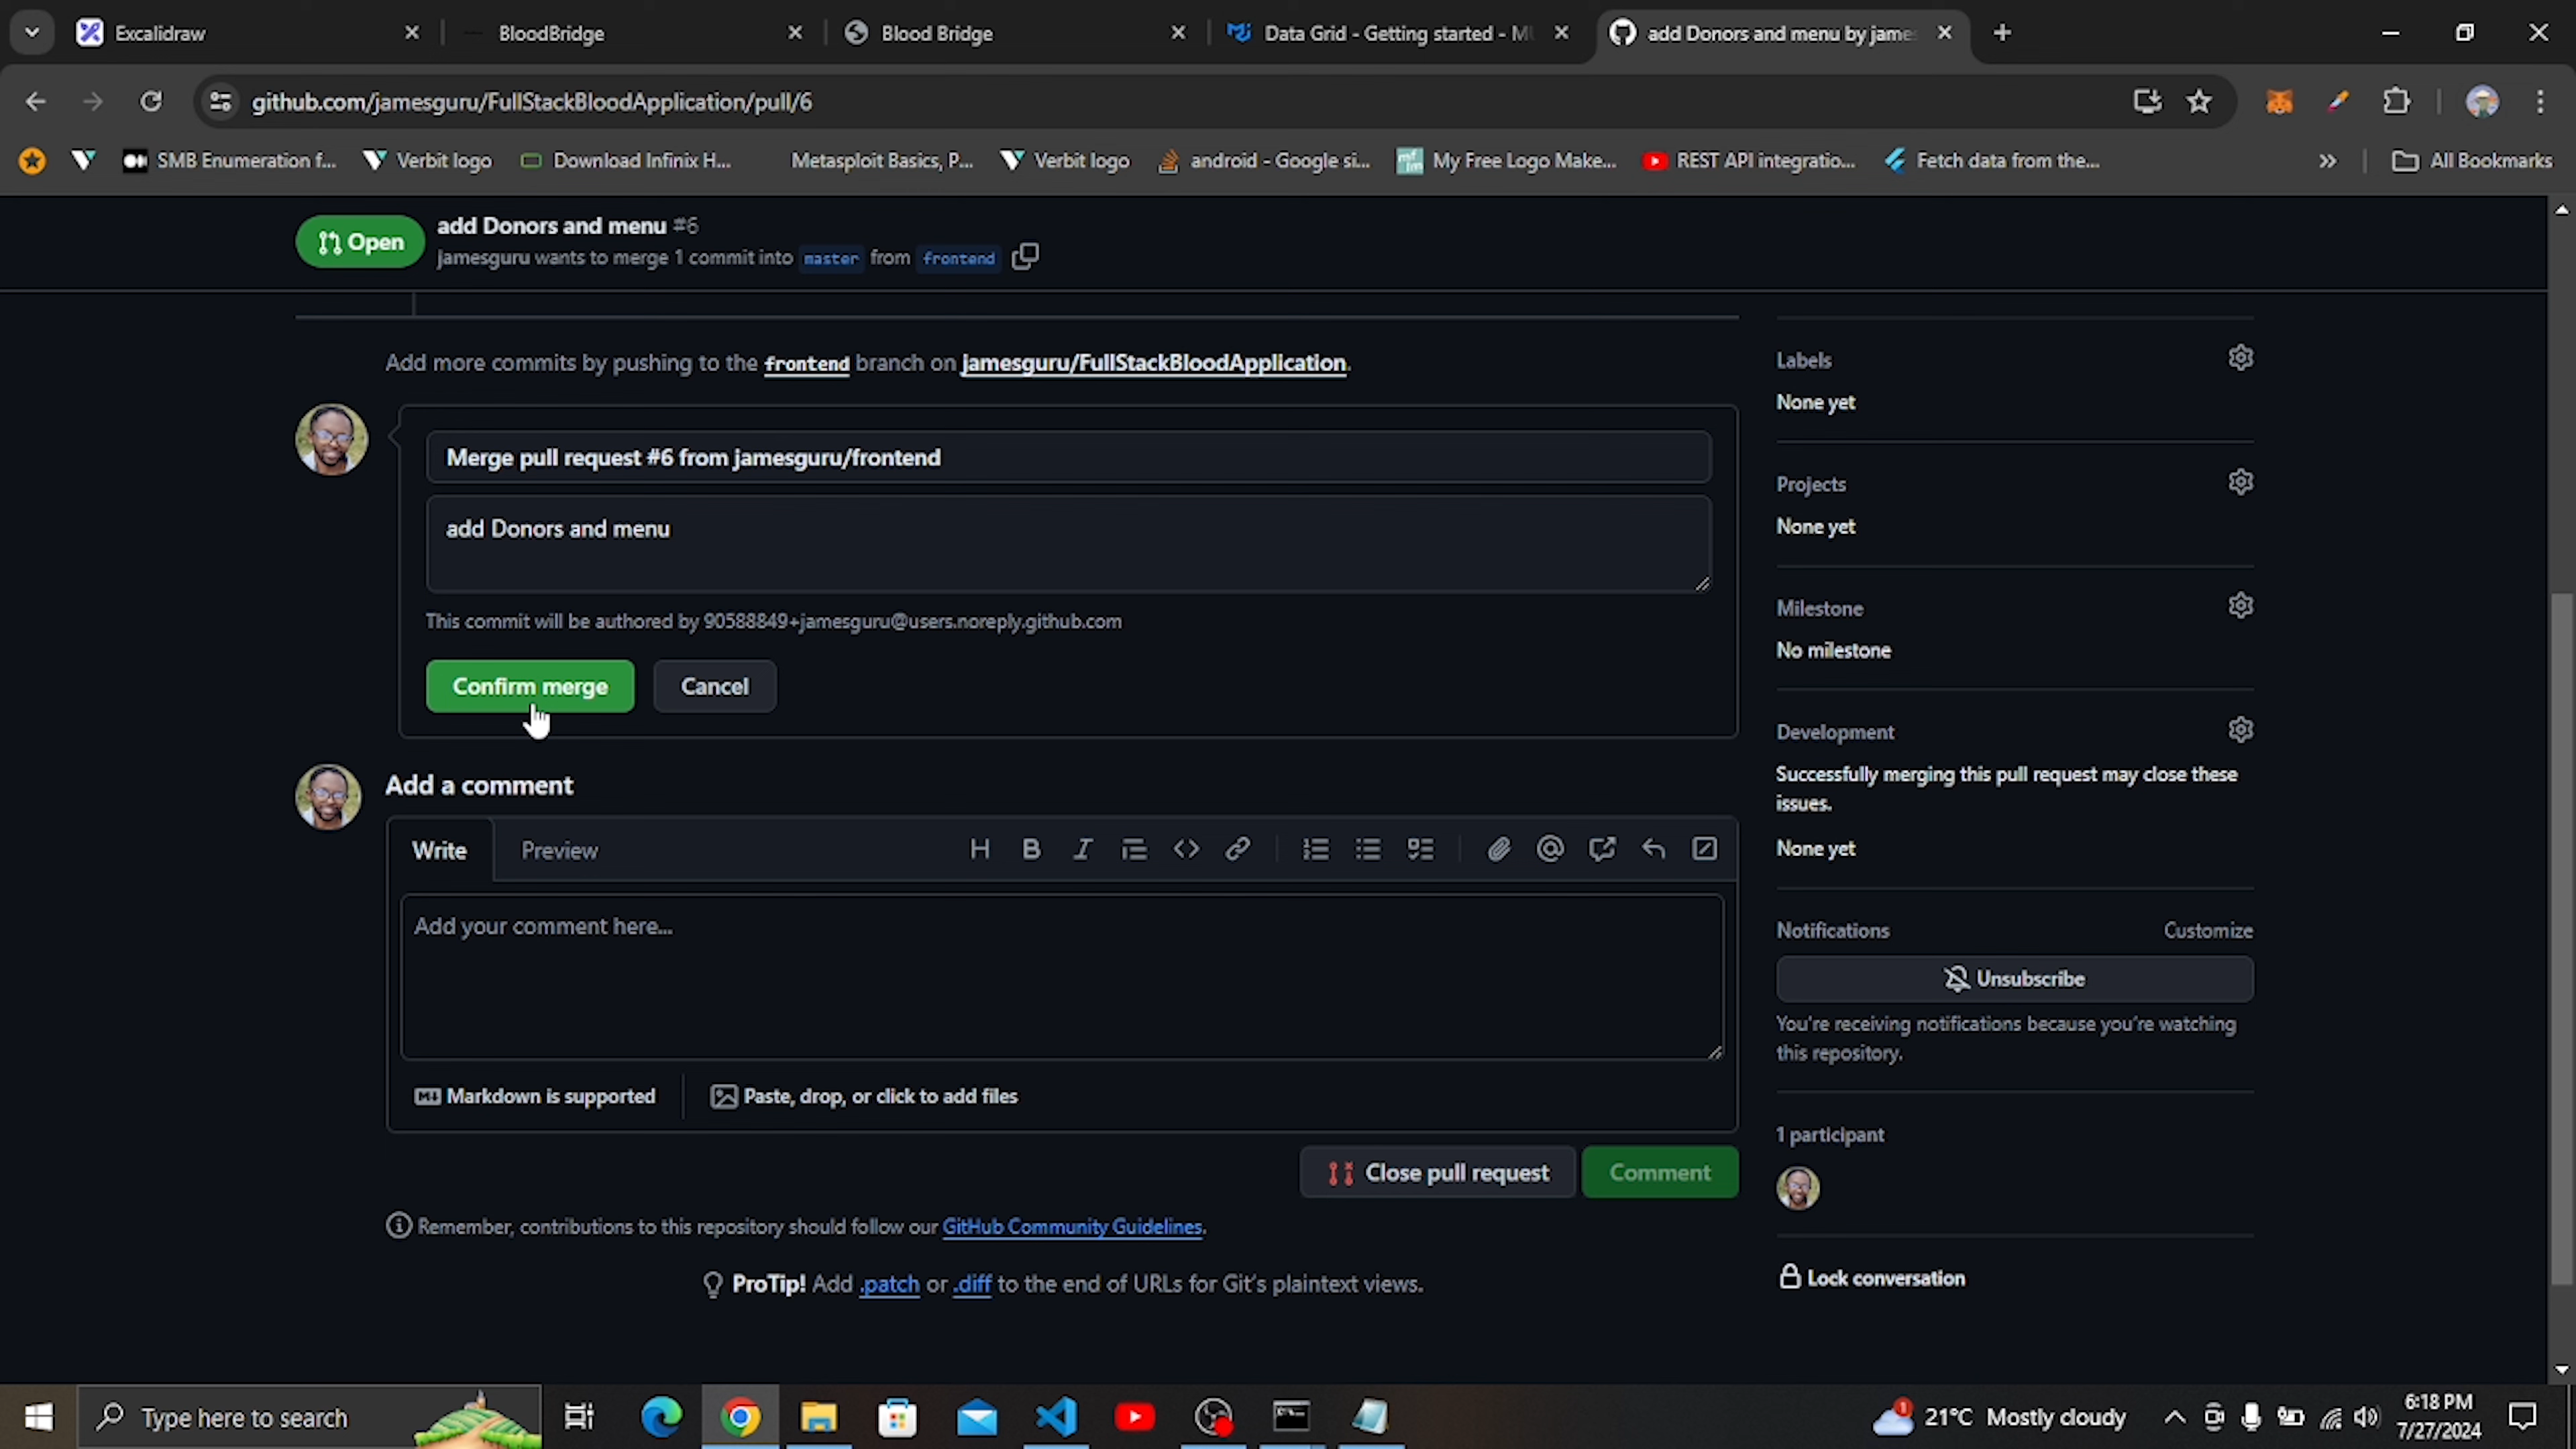 Excalidraw
BloodBridge
Blood Bridge
Data Grid - Getting started - MU
add Donors and menu by james
github.com/jamesguru/FullStackBloodApplication/pull/6
SMB Enumeration f...
Verbit logo
Download Infinix H...
Metasploit Basics, P...
Verbit logo
android - Google si...
My Free Logo Make...
REST API integratio...
Fetch data from the...
All Bookmarks
Open
add Donors and menu #6
jamesguru wants to merge 1 commit into master from frontend
Add more commits by pushing to the frontend branch on jamesguru/FullStackBloodApplication.
Merge pull request #6 from jamesguru/frontend
add Donors and menu
This commit will be authored by 90588849+jamesguru@users.noreply.github.com
Confirm merge
Cancel
Add a comment
Write
Preview
Add your comment here...
Markdown is supported
Paste, drop, or click to add files
Close pull request
Comment
Remember, contributions to this repository should follow our GitHub Community Guidelines.
ProTip! Add .patch or .diff to the end of URLs for Git's plaintext views.
Labels
None yet
Projects
None yet
Milestone
No milestone
Development
Successfully merging this pull request may close these
issues.
None yet
Notifications
Customize
Unsubscribe
You're receiving notifications because you're watching
this repository.
1 participant
Lock conversation
Type here to search
1
21°C Mostly cloudy
6:18 PM
7/27/2024